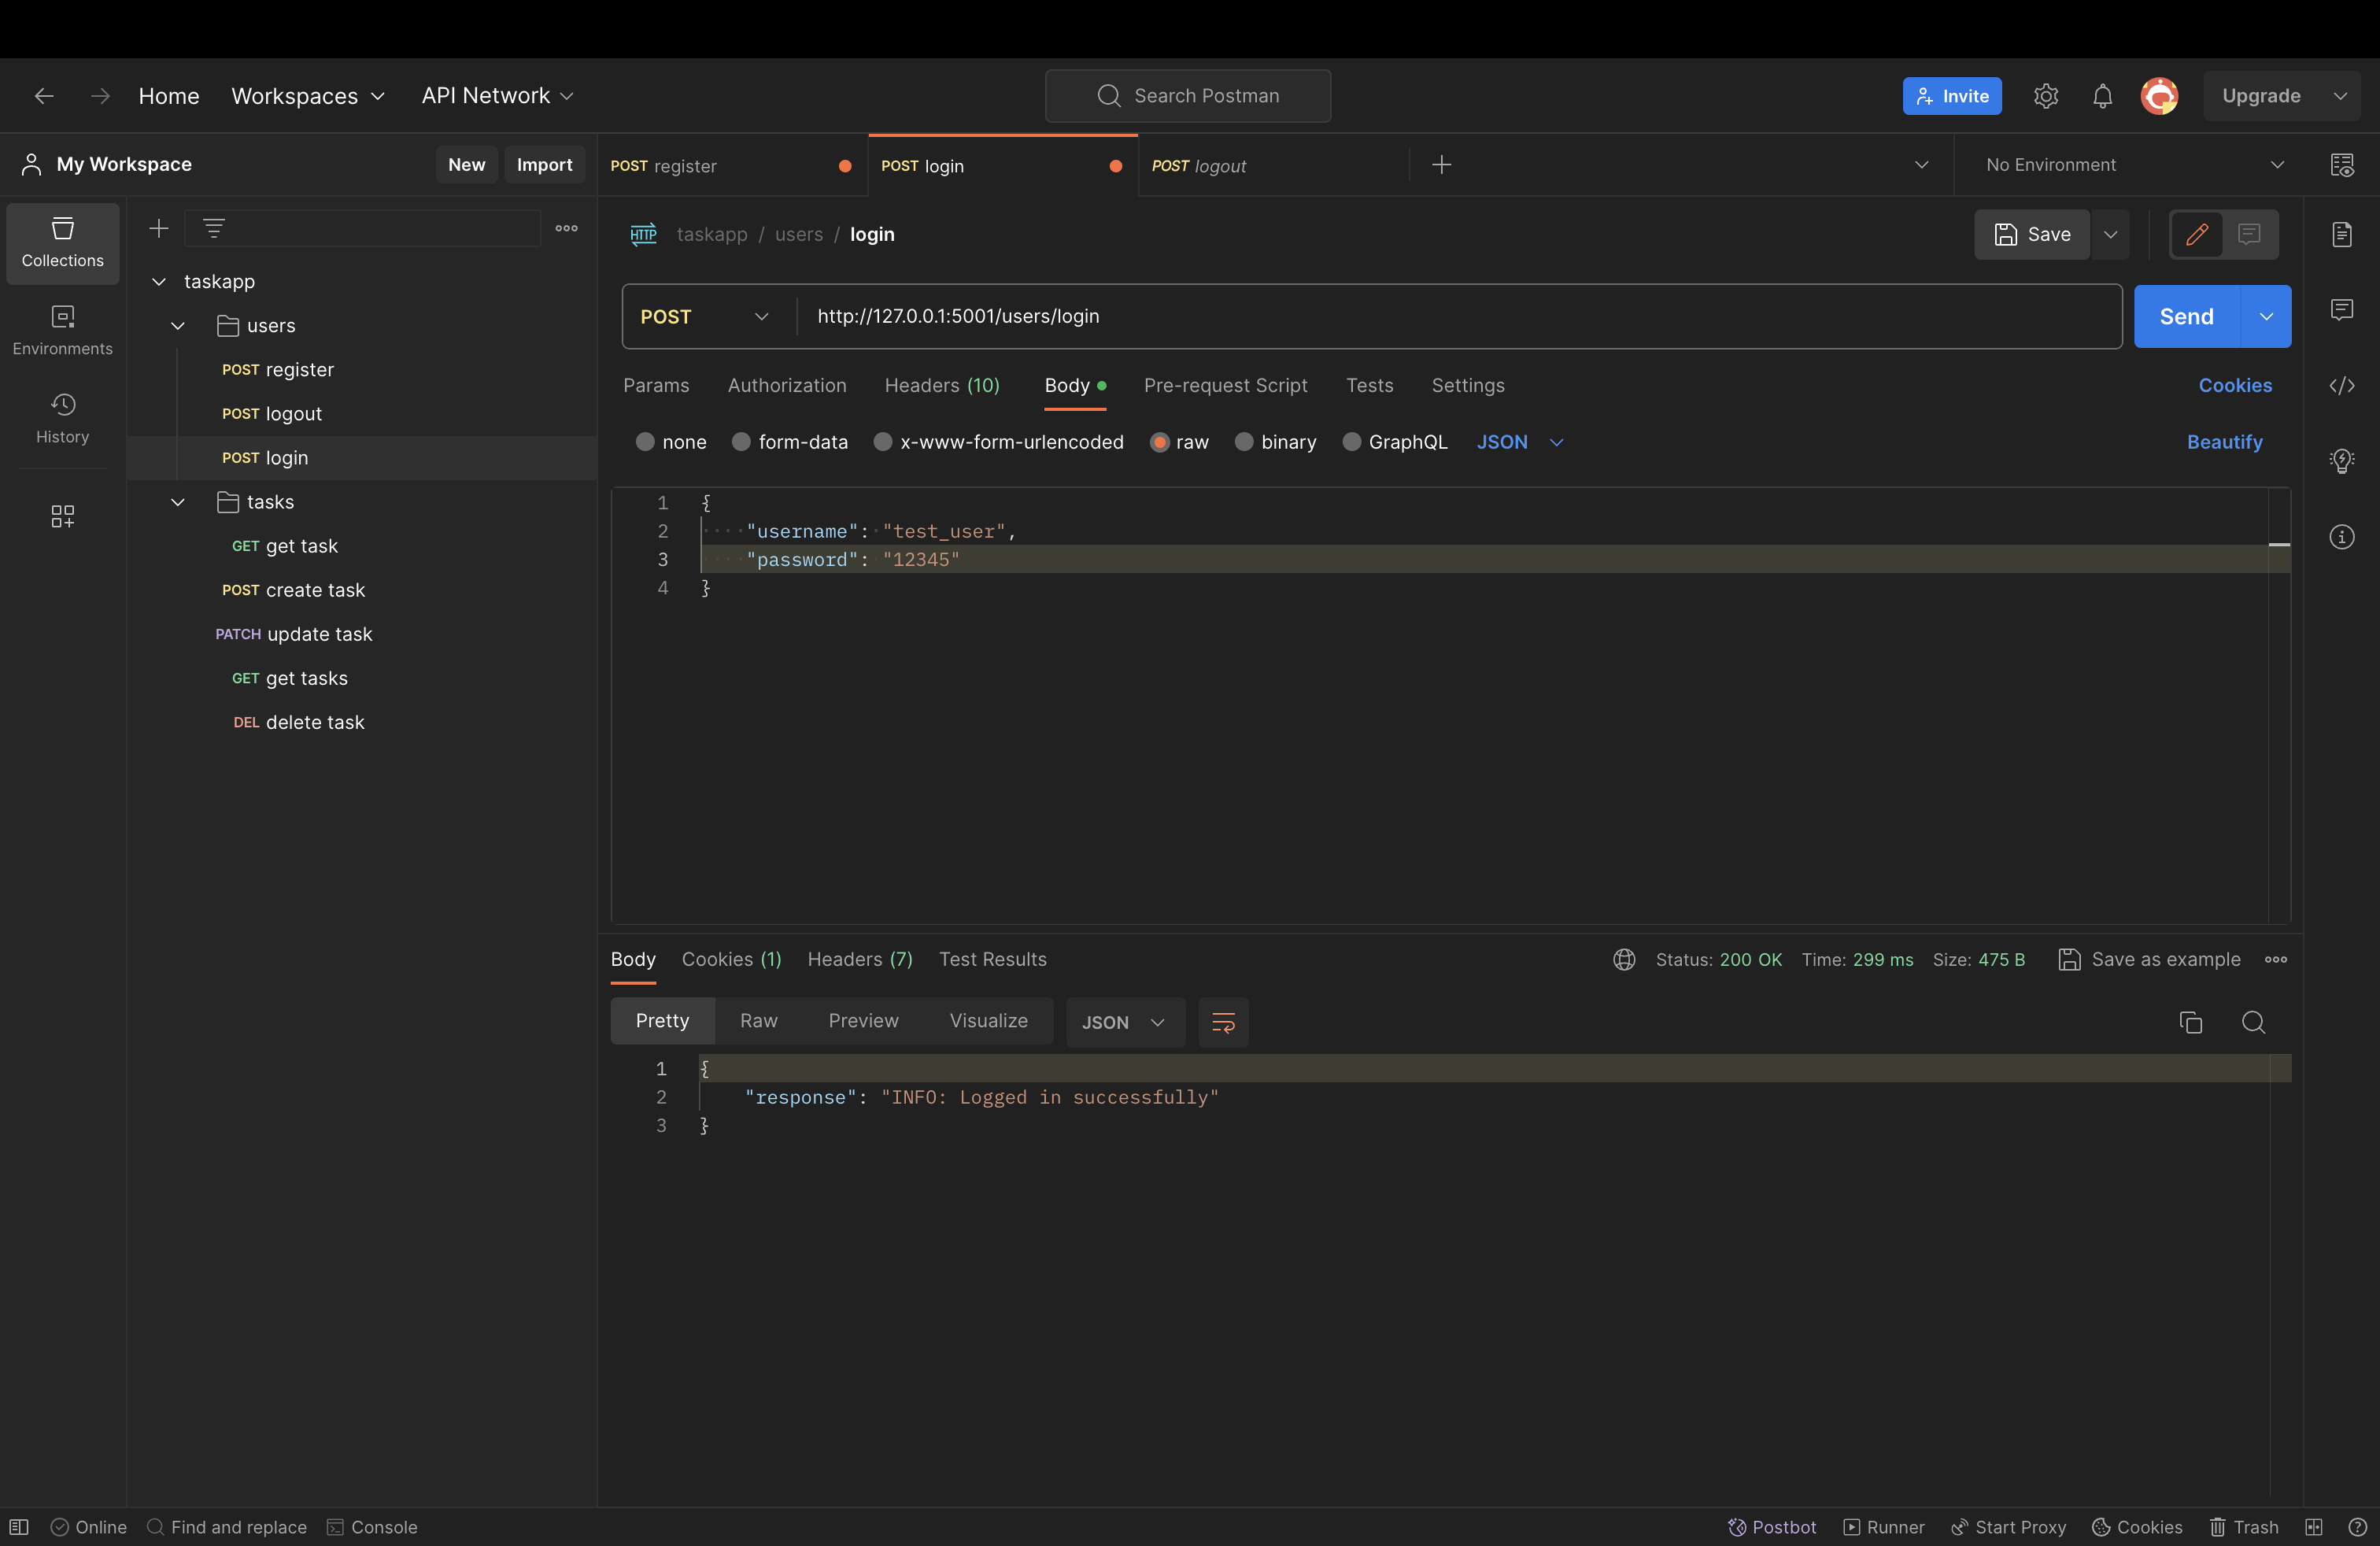 Home Workspaces API Network Search Postman Invite Upgrade
My Workspace New Import POST register POST login POST logout No Environment
Collections
Environments
History
taskapp
users
POST register
POST logout
POST login
tasks
GET get task
POST create task
PATCH update task
GET get tasks
DEL delete task
HTTP taskapp / users / login Save
POST http://127.0.0.1:5001/users/login Send
Params Authorization Headers (10) Body Pre-request Script Tests Settings Cookies
none form-data x-www-form-urlencoded raw binary GraphQL JSON Beautify
1 {
2 "username": "test_user",
3 "password": "12345"
4 }
Body Cookies (1) Headers (7) Test Results Status: 200 OK Time: 299 ms Size: 475 B Save as example
Pretty Raw Preview Visualize JSON
1 {
2 "response": "INFO: Logged in successfully"
3 }
Online Find and replace Console Postbot Runner Start Proxy Cookies Trash